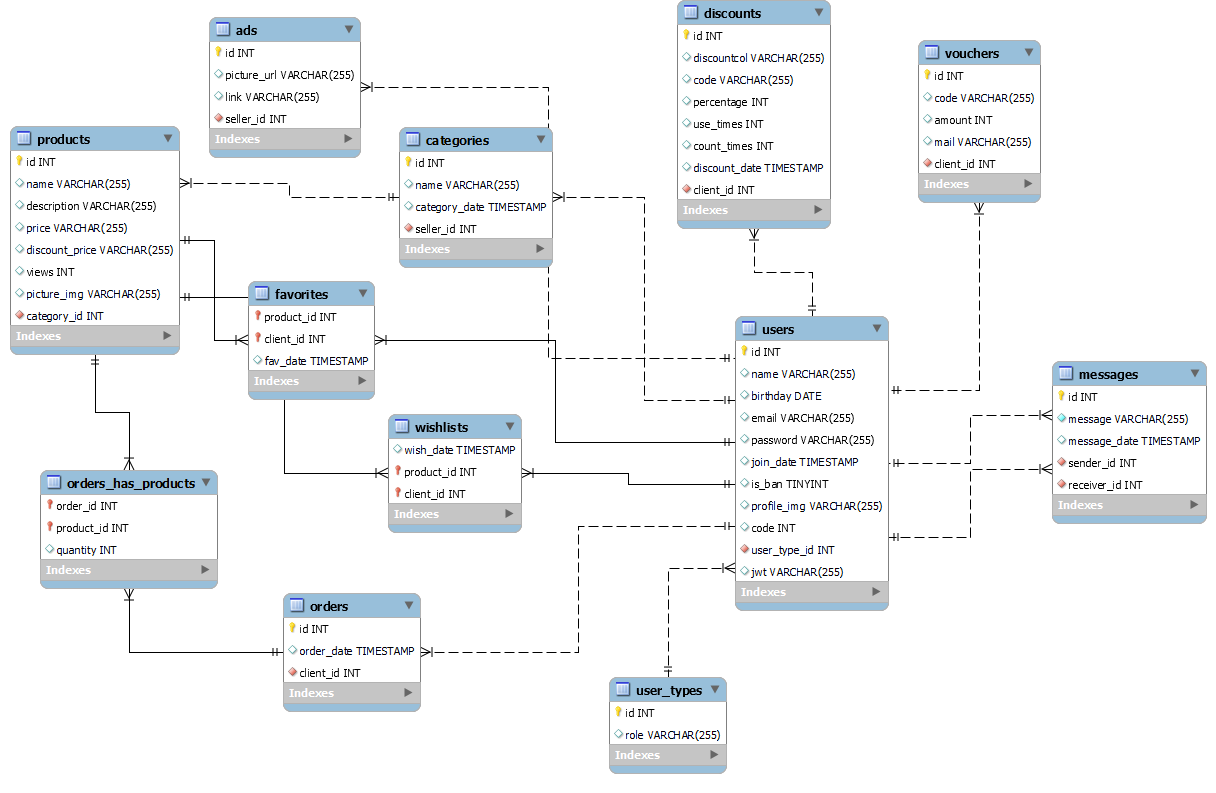 ads
id INT
picture_url VARCHAR(255)
link VARCHAR(255)
seller_id INT
Indexes
discounts
id INT
discountcol VARCHAR(255)
code VARCHAR(255)
percentage INT
use_times INT
count_times INT
discount_date TIMESTAMP
client_id INT
Indexes
vouchers
id INT
code VARCHAR(255)
amount INT
mail VARCHAR(255)
client_id INT
Indexes
products
id INT
name VARCHAR(255)
description VARCHAR(255)
price VARCHAR(255)
discount_price VARCHAR(255)
views INT
picture_img VARCHAR(255)
category_id INT
Indexes
categories
id INT
name VARCHAR(255)
category_date TIMESTAMP
seller_id INT
Indexes
favorites
product_id INT
client_id INT
fav_date TIMESTAMP
Indexes
users
id INT
name VARCHAR(255)
birthday DATE
email VARCHAR(255)
password VARCHAR(255)
join_date TIMESTAMP
is_ban TINYINT
profile_img VARCHAR(255)
code INT
user_type_id INT
jwt VARCHAR(255)
Indexes
messages
id INT
message VARCHAR(255)
message_date TIMESTAMP
sender_id INT
receiver_id INT
Indexes
wishlists
wish_date TIMESTAMP
product_id INT
client_id INT
Indexes
orders_has_products
order_id INT
product_id INT
quantity INT
Indexes
orders
id INT
order_date TIMESTAMP
client_id INT
Indexes
user_types
id INT
role VARCHAR(255)
Indexes